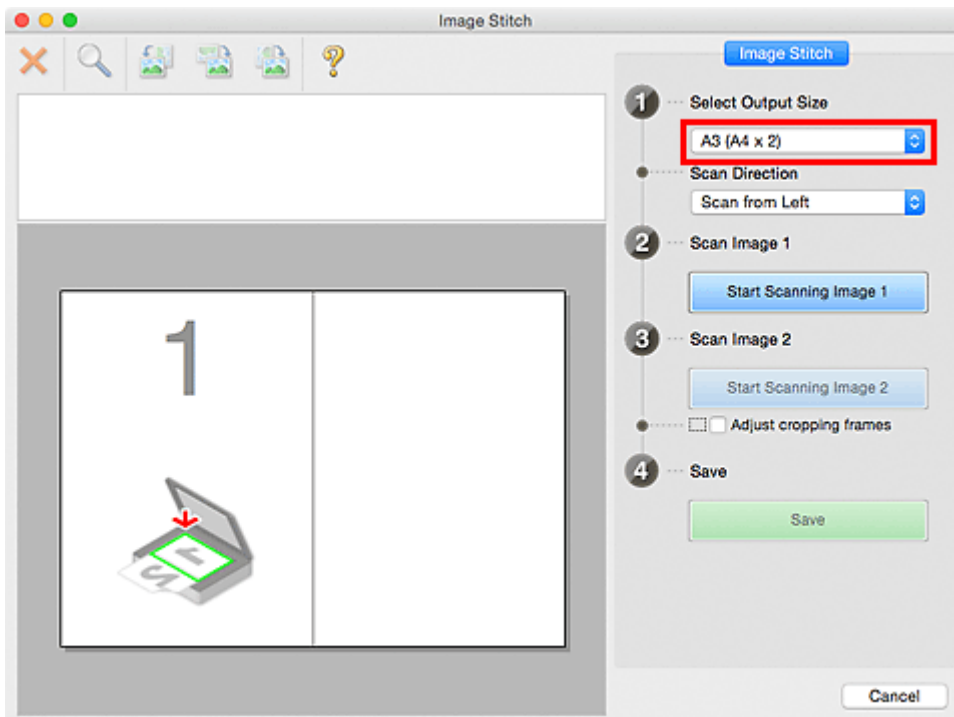 Image Stitch
Image Stitch
1 Select Output Size
A3 (A4 x 2)
Scan Direction
Scan from Left
2 Scan Image 1
Start Scanning Image 1
3 Scan Image 2
Start Scanning Image 2
Adjust cropping frames
4 Save
Save
1
1
2
Cancel